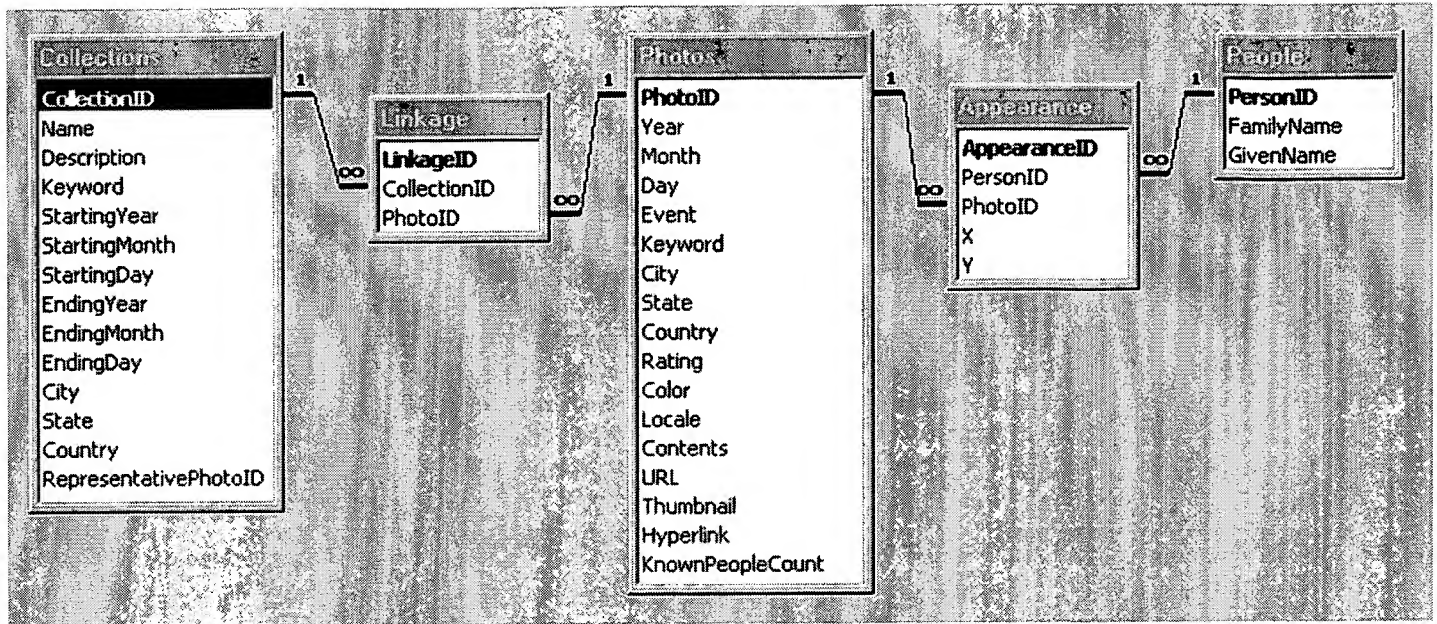 Collections
CollectionID
Name
Description
Keyword
StartingYear
StartingMonth
StartingDay
EndingYear
EndingMonth
EndingDay
City
State
Country
RepresentativePhotoID
1
∞
Linkage
LinkageID
CollectionID
PhotoID
∞
1
Photos
PhotoID
Year
Month
Day
Event
Keyword
City
State
Country
Rating
Color
Locale
Contents
URL
Thumbnail
Hyperlink
KnownPeopleCount
1
∞
Appearance
AppearanceID
PersonID
PhotoID
X
Y
∞
1
People
PersonID
FamilyName
GivenName